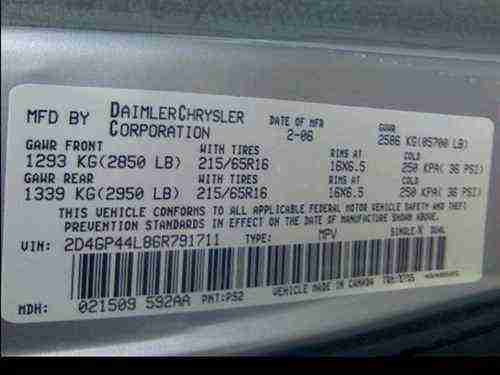 MFD BY DAIMLERCHRYSLER CORPORATION
DATE OF MFR 2-06
GVWR 2586 KG(05700 LB)
GAWR FRONT WITH TIRES RIMS AT COLD
1293 KG(2850 LB) 215/65R16 16X6.5 250 KPA( 36 PSI)
GAWR REAR WITH TIRES RIMS AT COLD
1339 KG(2950 LB) 215/65R16 16X6.5 250 KPA( 36 PSI)
THIS VEHICLE CONFORMS TO ALL APPLICABLE FEDERAL MOTOR VEHICLE SAFETY AND THEFT
PREVENTION STANDARDS IN EFFECT ON THE DATE OF MANUFACTURE SHOWN ABOVE
VIN: 2D4GP44L86R791711 TYPE: MPV SINGLE-X DUAL
MDH: 021509 592AA PNT:PS2 VEHICLE MADE IN CANADA